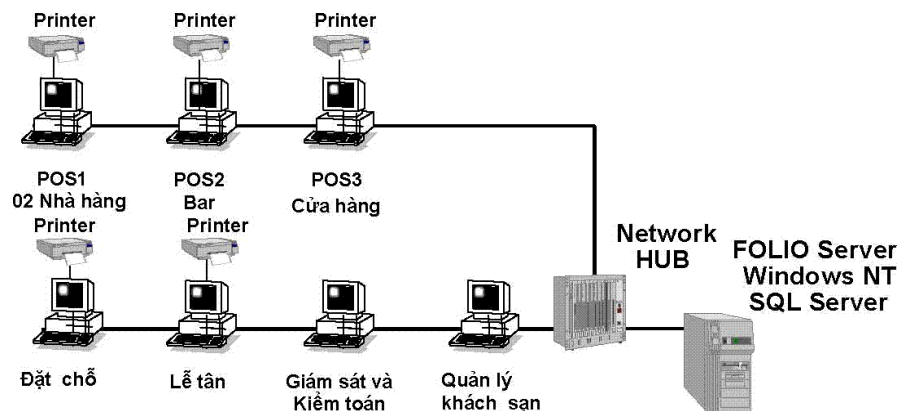 Printer Printer Printer
POS1 POS2 POS3
02 Nhà hàng Bar Cửa hàng
Printer Printer
Network
HUB
FOLIO Server
Windows NT
SQL Server
Đặt chỗ Lễ tân Giám sát và Quản lý
Kiểm toán khách sạn